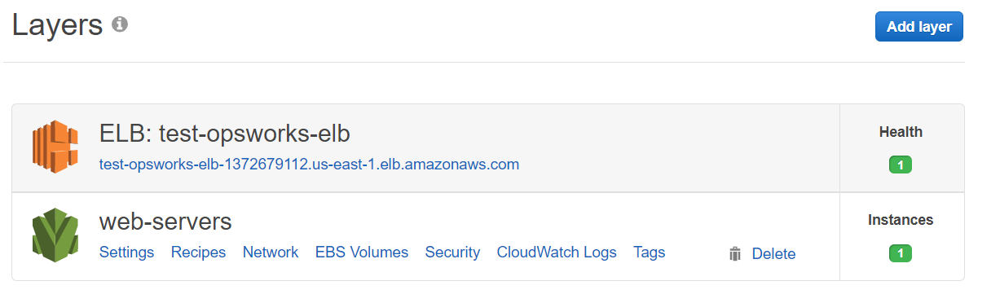 Layers
Add layer
ELB: test-opsworks-elb
Health
test-opsworks-elb-1372679112.us-east-1.elb.amazonaws.com
1
web-servers
Instances
Settings Recipes Network EBS Volumes Security CloudWatch Logs Tags Delete
1